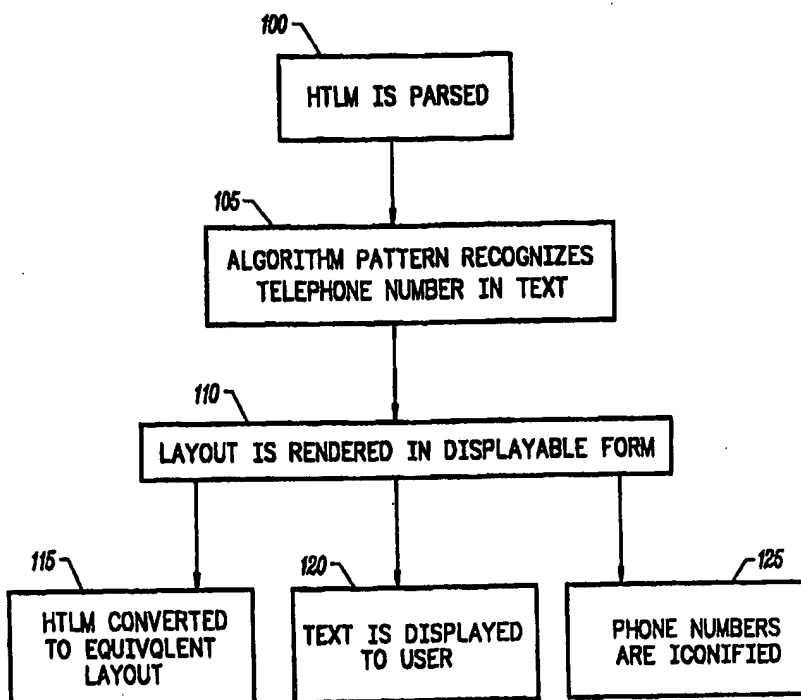 100
HTLM IS PARSED
105
ALGORITHM PATTERN RECOGNIZES
TELEPHONE NUMBER IN TEXT
110
LAYOUT IS RENDERED IN DISPLAYABLE FORM
115
HTLM CONVERTED
TO EQUIVOLENT
LAYOUT
120
TEXT IS DISPLAYED
TO USER
125
PHONE NUMBERS
ARE ICONIFIED